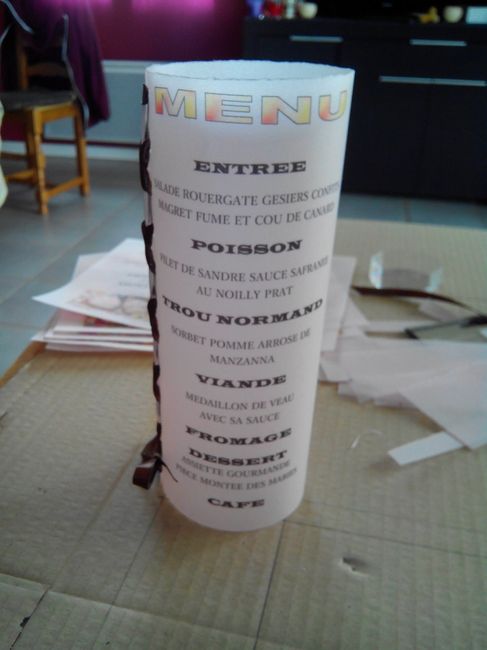 MENU
ENTREE
SALADE ROUERGATE GESIERS CONFITS
MAGRET FUME ET COU DE CANARD
POISSON
FILET DE SANDRE SAUCE SAFRANEE
AU NOILLY PRAT
TROU NORMAND
SORBET POMME ARROSE DE
MANZANNA
VIANDE
MEDAILLON DE VEAU
AVEC SA SAUCE
FROMAGE
DESSERT
ASSIETTE GOURMANDE
PIECE MONTEE DES MARIES
CAFE